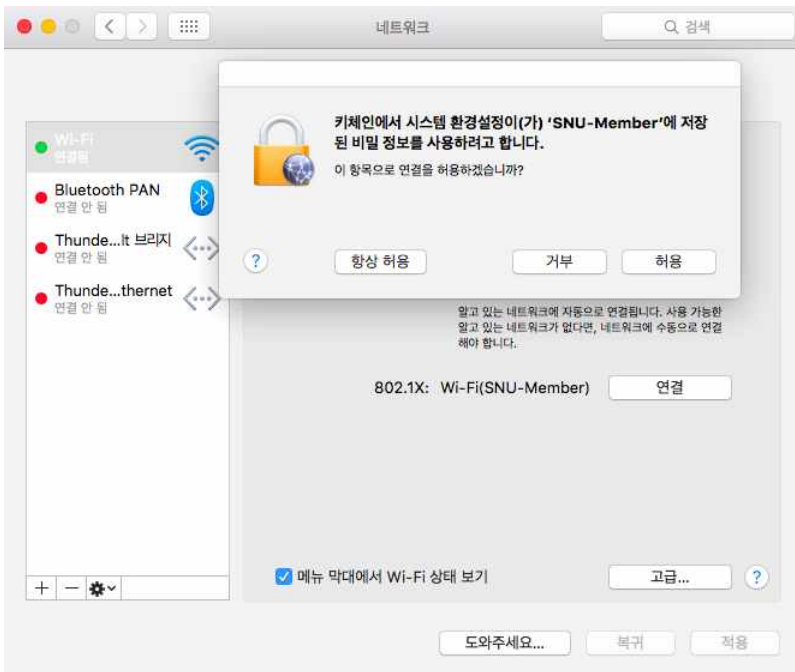 네트워크
검색
키체인에서 시스템 환경설정이(가) 'SNU-Member'에 저장
된 비밀 정보를 사용하려고 합니다.
이 항목으로 연결을 허용하겠습니까?
?
항상 허용
거부
허용
Wi-Fi
연결됨
Bluetooth PAN
연결 안 됨
Thunde...lt 브리지
연결 안 됨
Thunde...thernet
연결 안 됨
알고 있는 네트워크에 자동으로 연결됩니다. 사용 가능한
알고 있는 네트워크가 없다면, 네트워크에 수동으로 연결
해야 합니다.
802.1X: Wi-Fi(SNU-Member) 연결
메뉴 막대에서 Wi-Fi 상태 보기
고급...
?
도와주세요...
복귀
적용